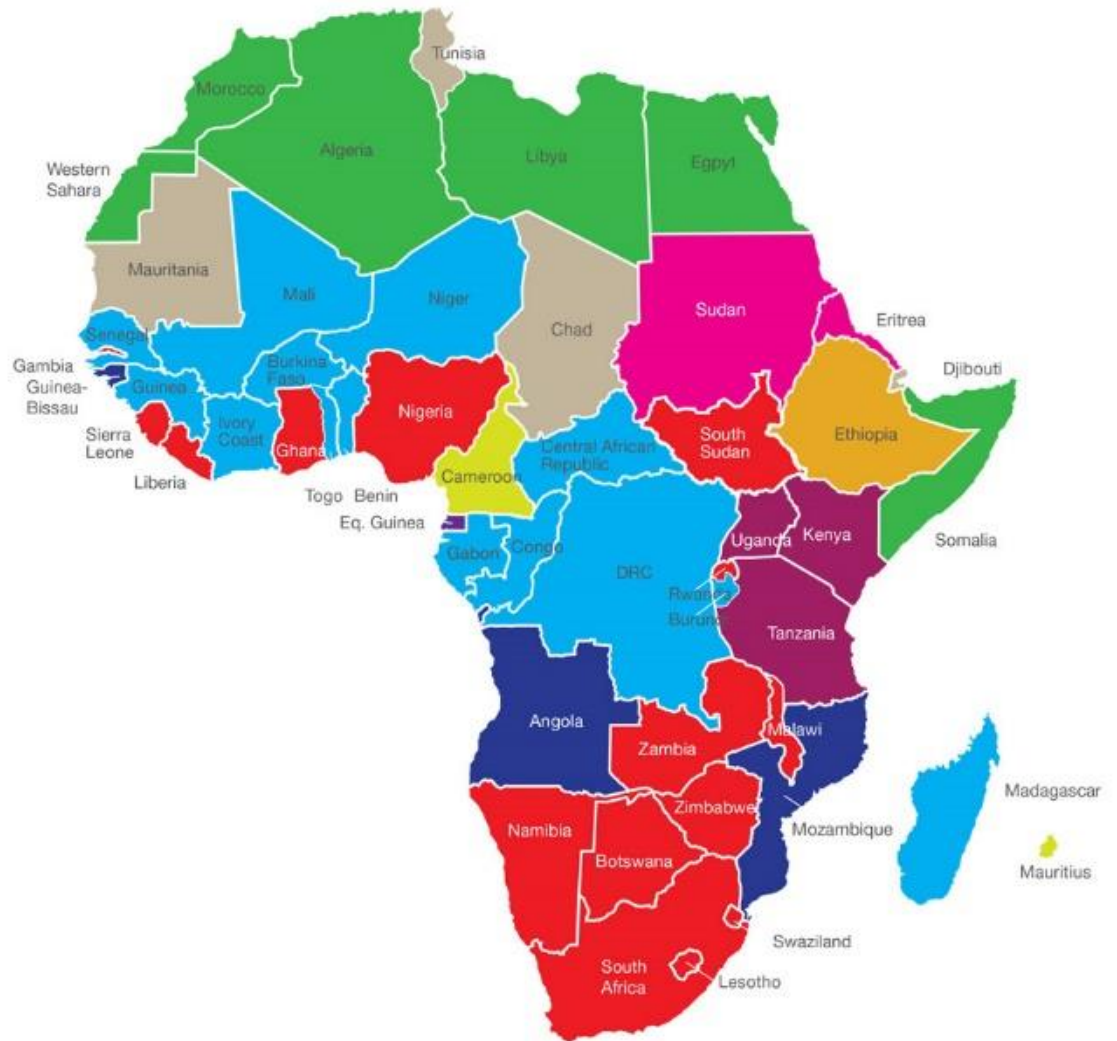 Tunisia
Morocco
Algeria
Libya
Egpyt
Western
Sahara
Mauritania
Mali
Niger
Chad
Sudan
Eritrea
Senegal
Gambia
Guinea-
Bissau
Guinea
Burkina
Faso
Djibouti
Sierra
Leone
Ivory
Coast
Ghana
Nigeria
South
Sudan
Ethiopia
Central African
Republic
Cameroon
Liberia
Togo
Benin
Eq. Guinea
Somalia
Gabon
Congo
DRC
Uganda
Kenya
Rwanda
Burundi
Tanzania
Angola
Zambia
Malawi
Madagascar
Mozambique
Namibia
Zimbabwe
Botswana
Mauritius
Swaziland
South
Africa
Lesotho